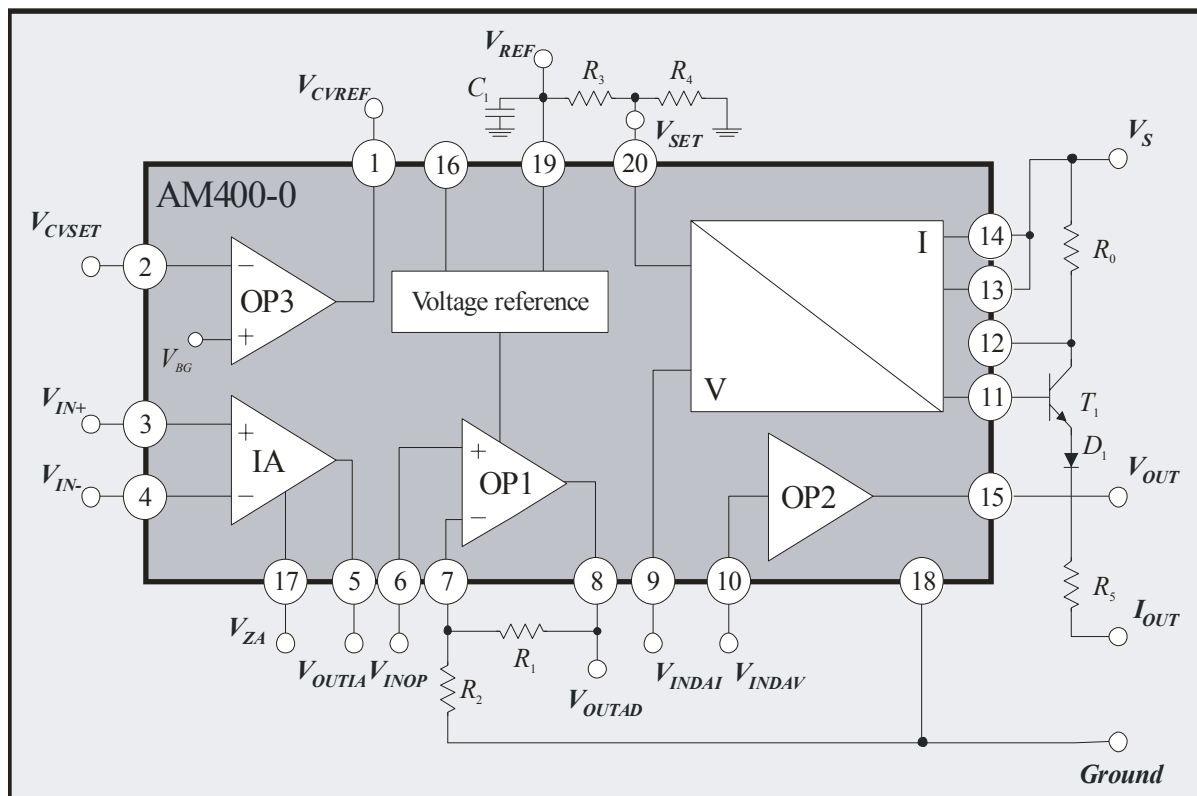 V_REF
R_3
R_4
C_1
V_CVREF
V_SET
V_S
1
16
19
20
AM400-0
V_CVSET
I
14
R_0
2
−
OP3
+
Voltage reference
13
V_BG
12
V
11
T_1
V_IN+
3
+
D_1
IA
OP1
+
−
V_OUT
V_IN-
4
−
OP2
15
17
5
6
7
8
9
10
18
R_5
V_ZA
V_OUTIA
V_INOP
R_1
I_OUT
R_2
V_OUTAD
V_INDAI
V_INDAV
Ground